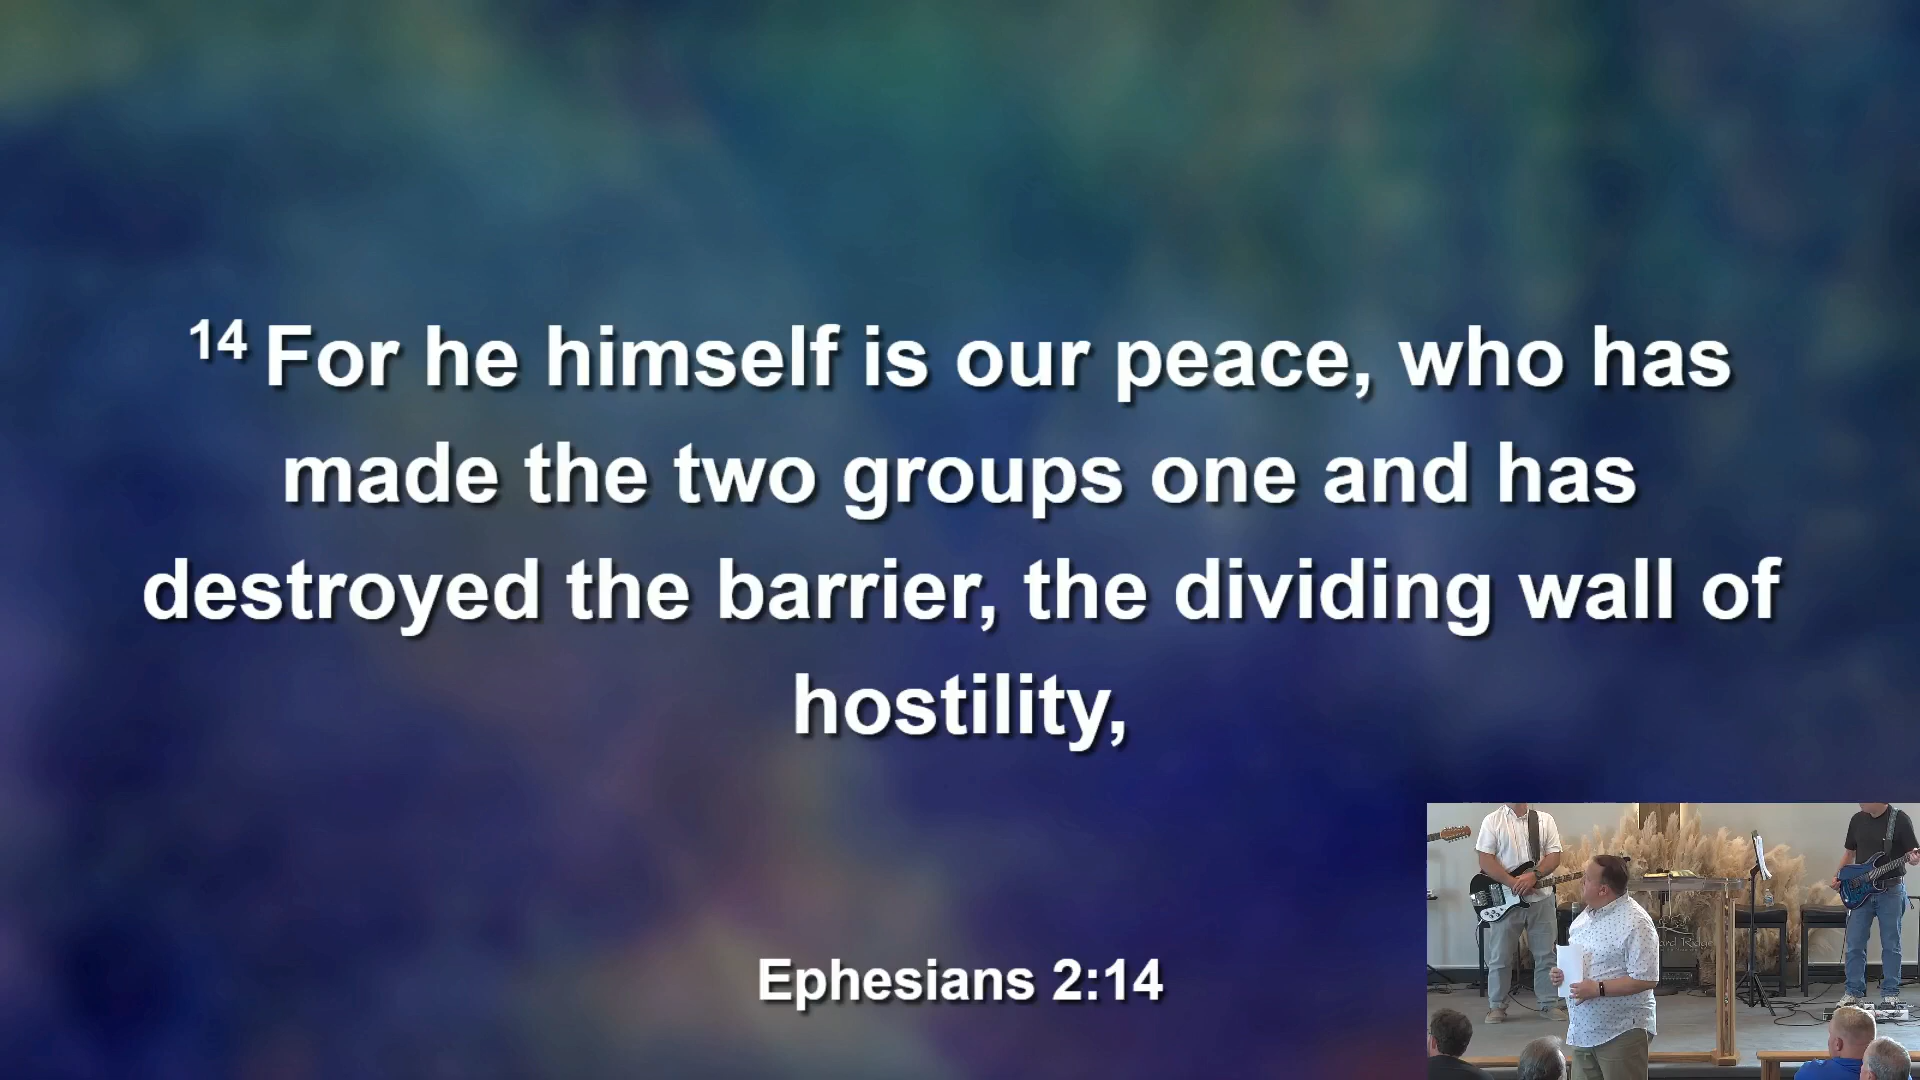 14 For he himself is our peace, who has
made the two groups one and has
destroyed the barrier, the dividing wall of
hostility,
Ephesians 2:14